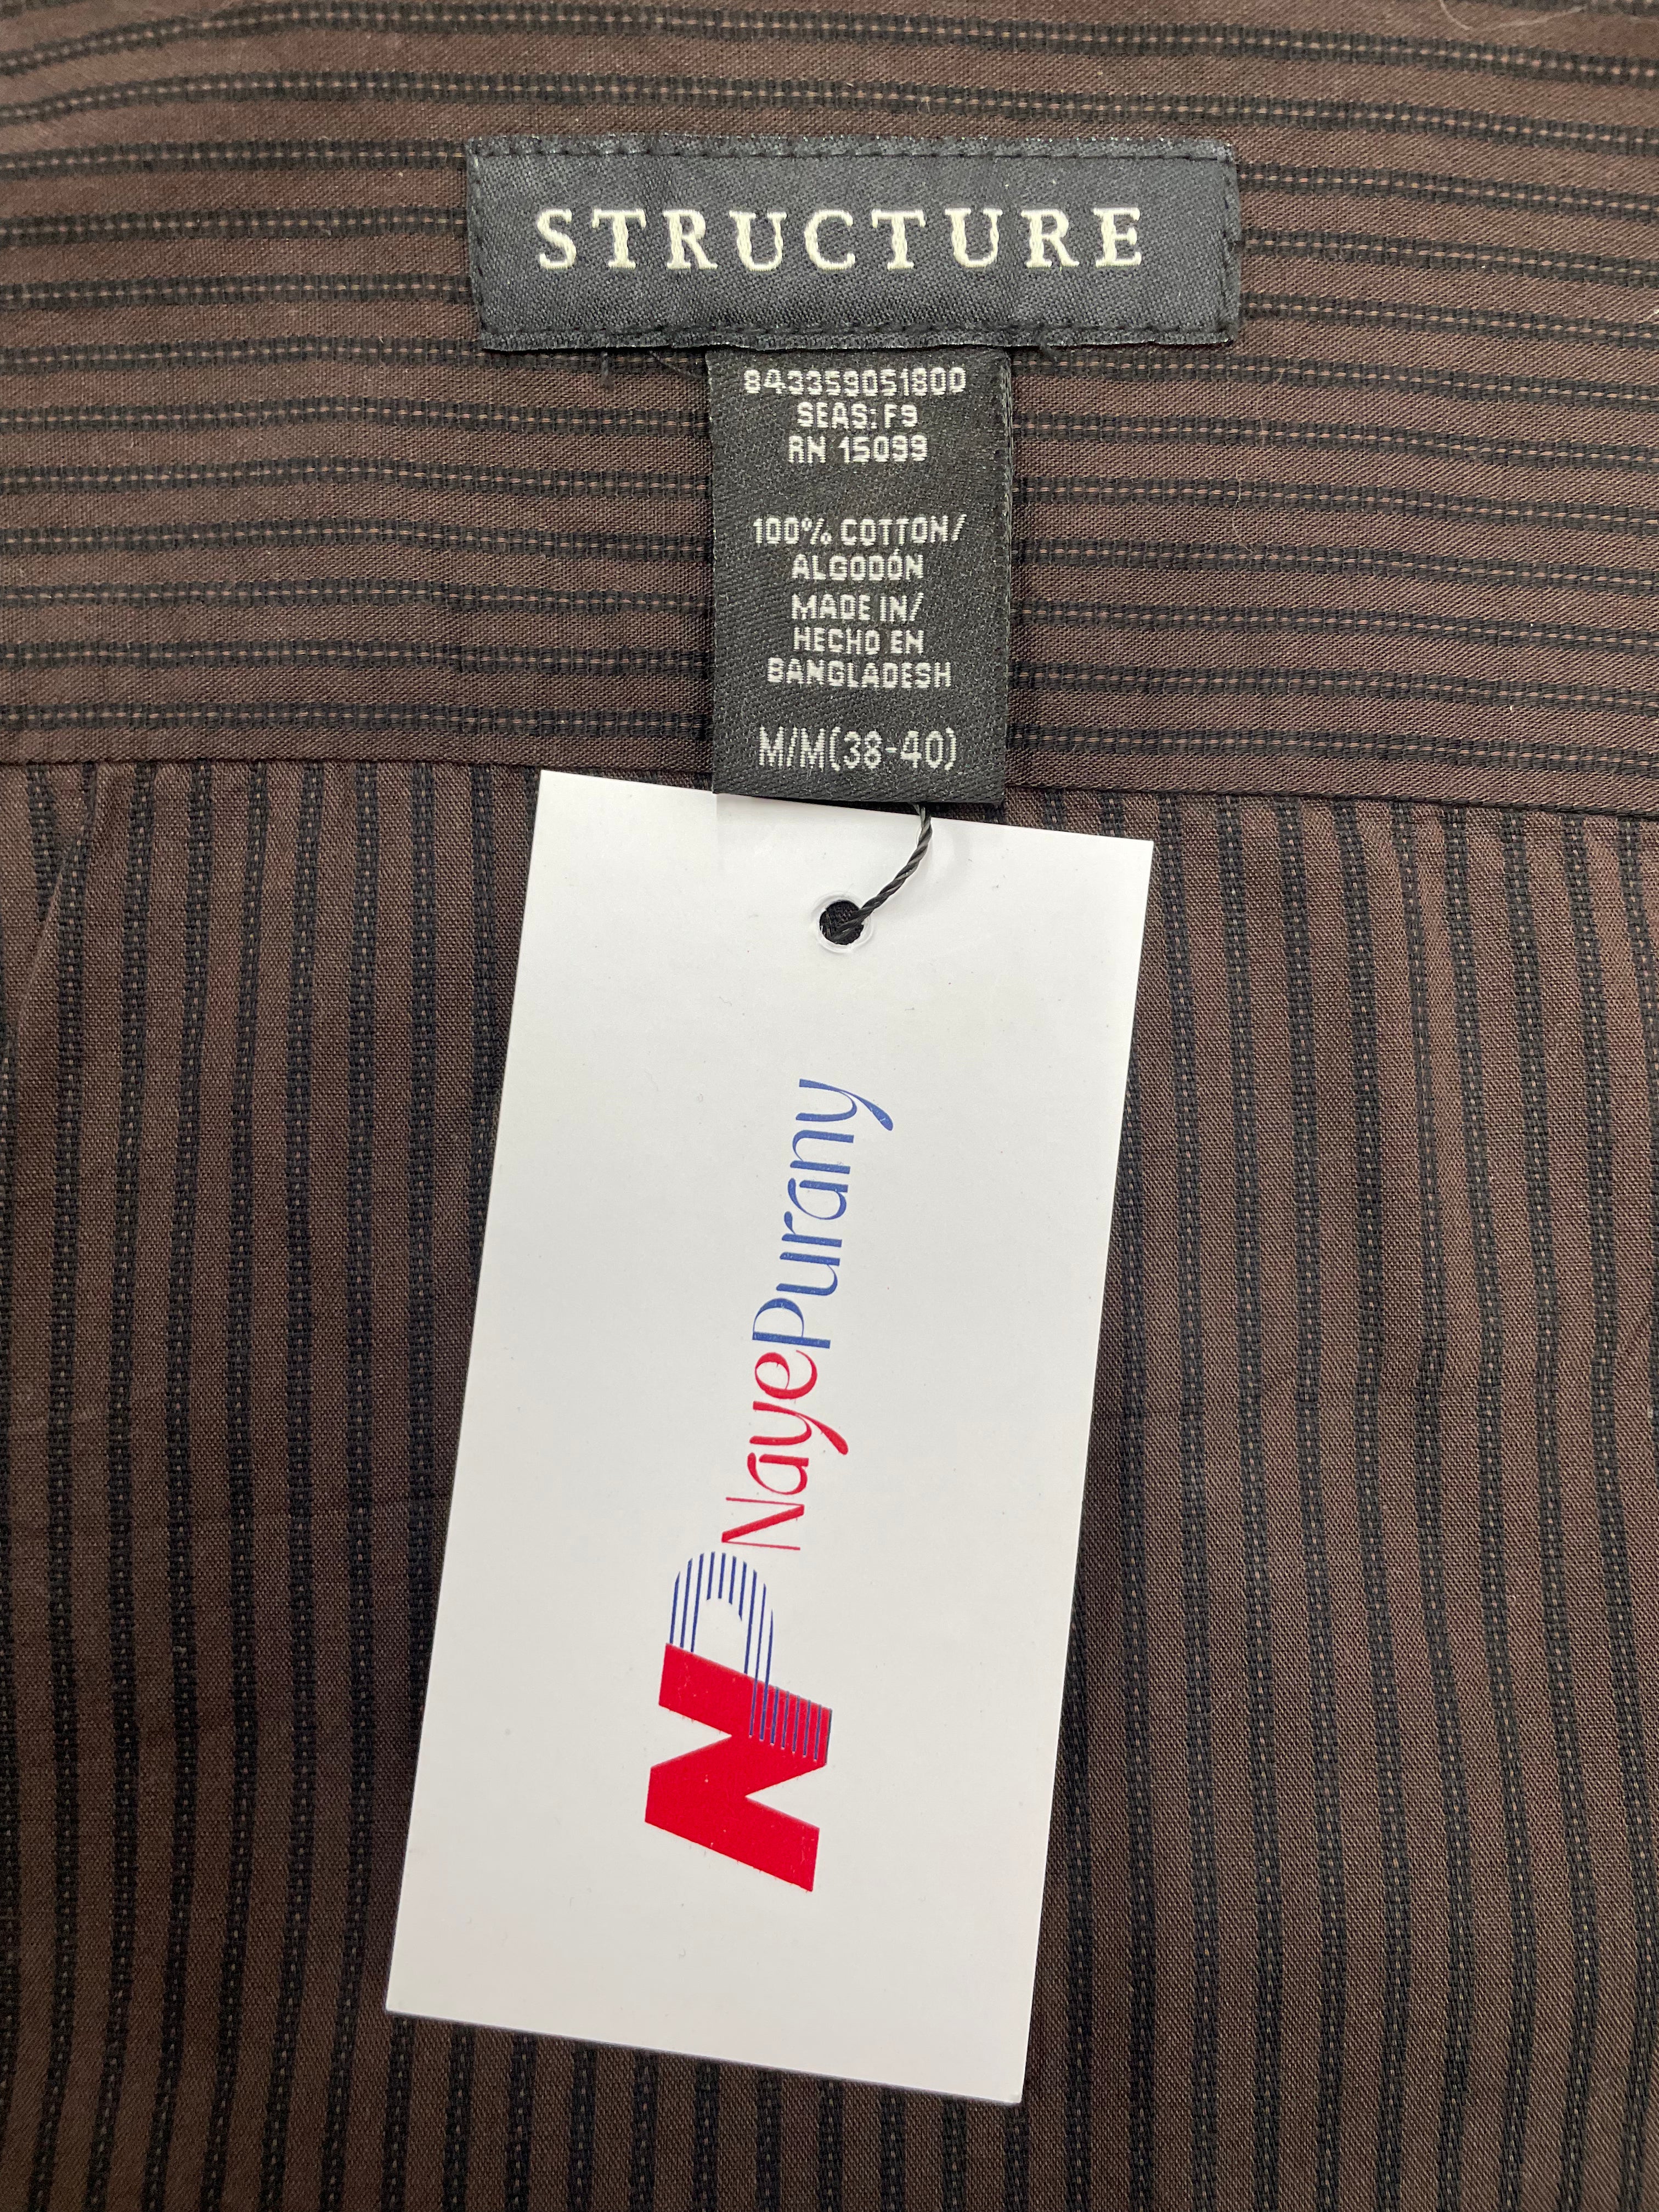 STRUCTURE
843359051800
SEAS: F9
RN 15099
100% COTTON/
ALGODÓN
MADE IN/
HECHO EN
BANGLADESH
M/M(38-40)
NP NayePurany